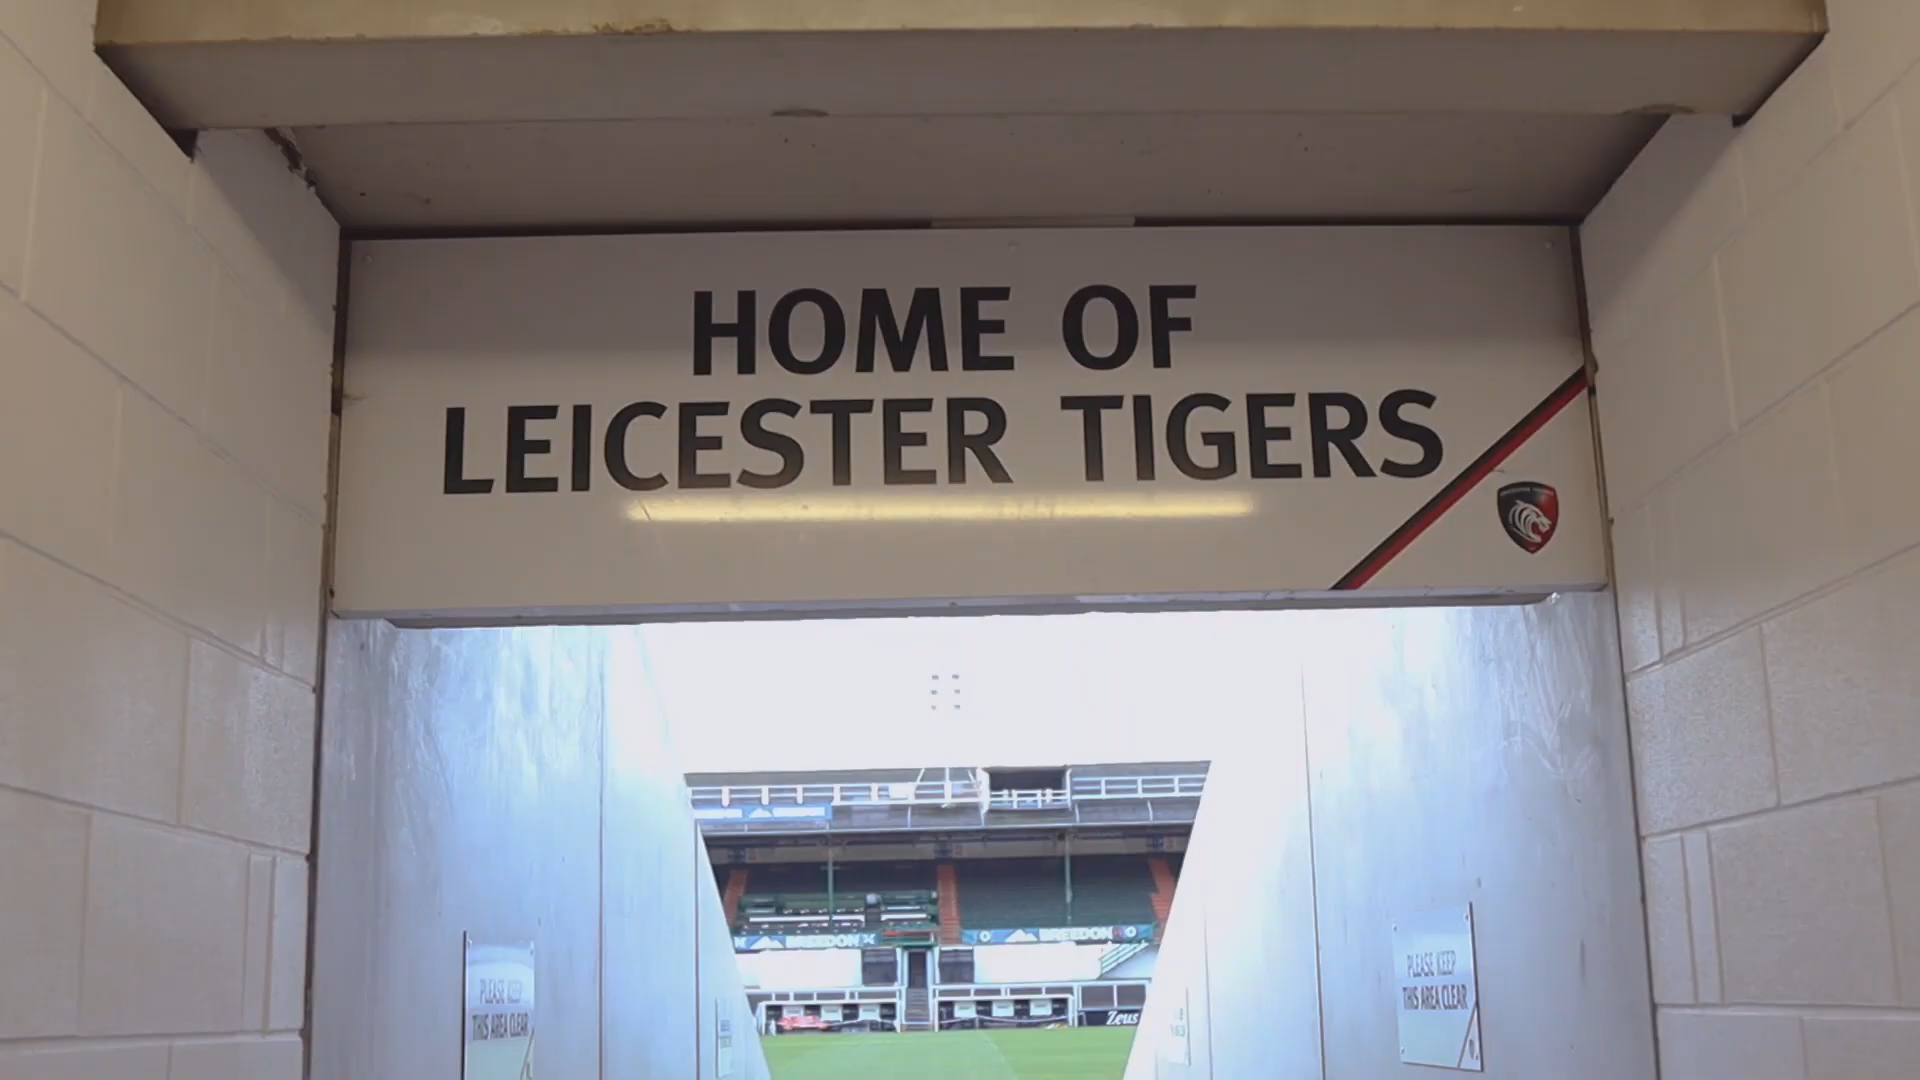 HOME OF
LEICESTER TIGERS
BREEDON
BREEDON
Zeus
PLEASE KEEP
THIS AREA CLEAR
PLEASE KEEP
THIS AREA CLEAR